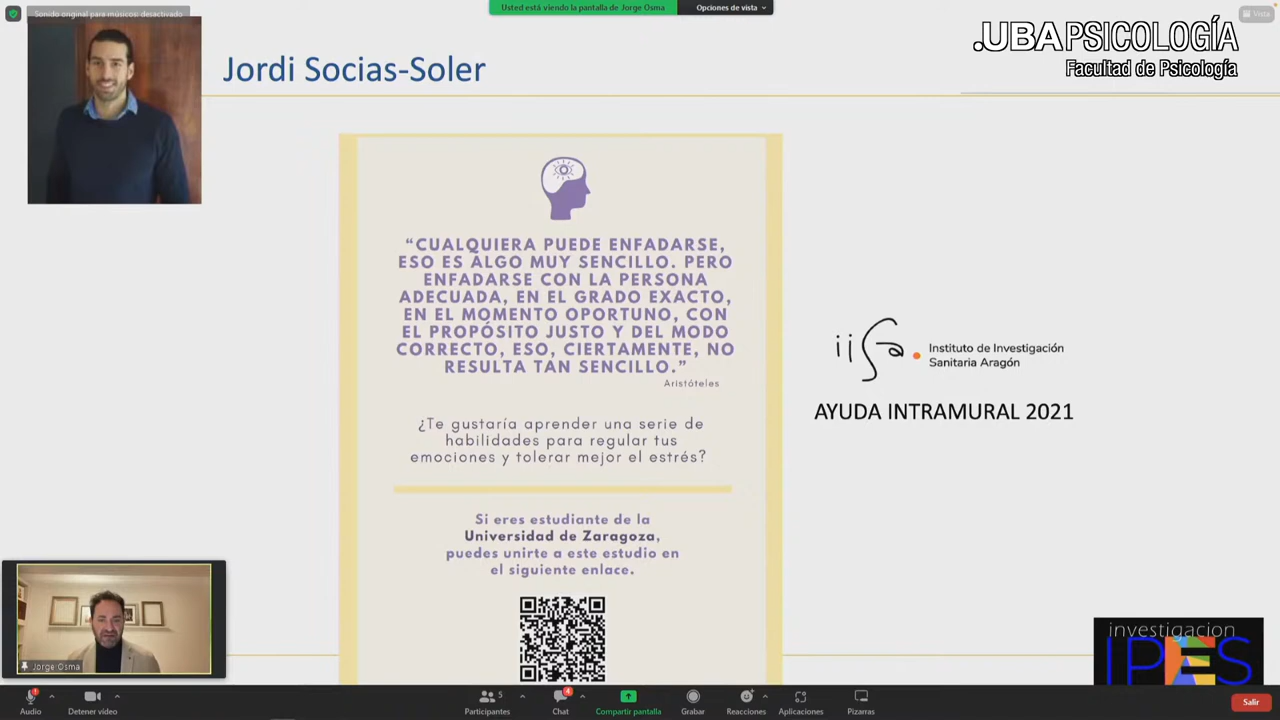 Sonido original para músicos: desactivado
Usted está viendo la pantalla de Jorge Osma
Opciones de vista
Vista
.UBAPSICOLOGÍA
Facultad de Psicología
Jordi Socias-Soler
“CUALQUIERA PUEDE ENFADARSE,
ESO ES ALGO MUY SENCILLO. PERO
ENFADARSE CON LA PERSONA
ADECUADA, EN EL GRADO EXACTO,
EN EL MOMENTO OPORTUNO, CON
EL PROPÓSITO JUSTO Y DEL MODO
CORRECTO, ESO, CIERTAMENTE, NO
RESULTA TAN SENCILLO.”
Aristóteles
¿Te gustaría aprender una serie de
habilidades para regular tus
emociones y tolerar mejor el estrés?
Si eres estudiante de la
Universidad de Zaragoza,
puedes unirte a este estudio en
el siguiente enlace.
iisa.
Instituto de Investigación
Sanitaria Aragón
AYUDA INTRAMURAL 2021
Jorge Osma
investigacion
IPAES
Audio
Detener video
Participantes
5
Chat
4
Compartir pantalla
Grabar
Reacciones
Aplicaciones
Pizarras
Salir